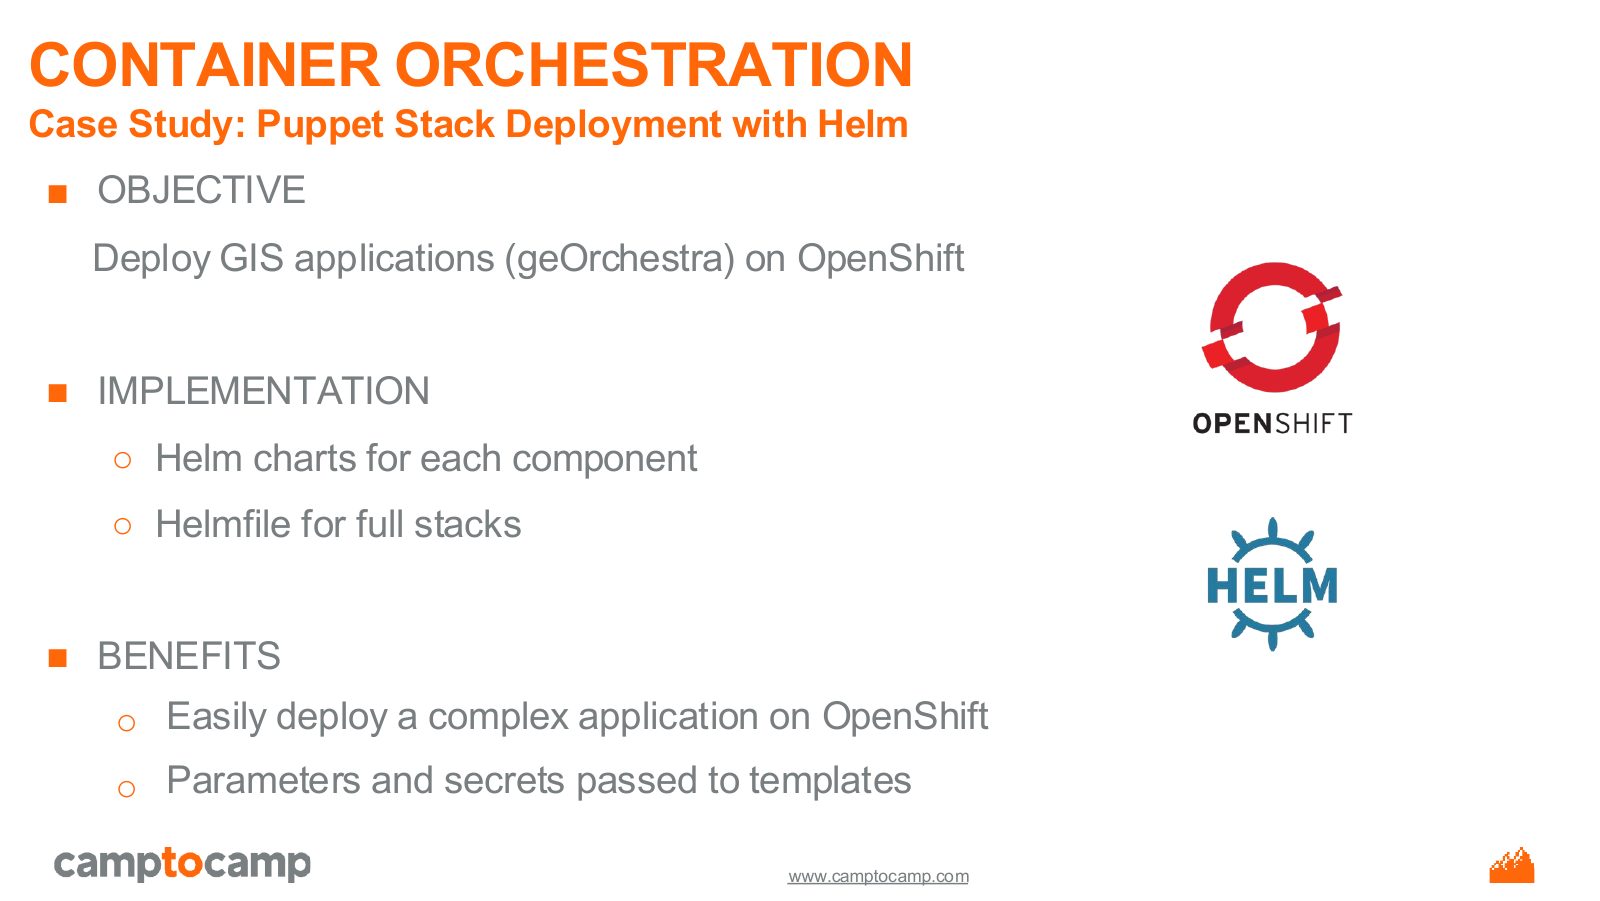 CONTAINER ORCHESTRATION
Case Study: Puppet Stack Deployment with Helm
OBJECTIVE
Deploy GIS applications (geOrchestra) on OpenShift
IMPLEMENTATION
Helm charts for each component
Helmfile for full stacks
BENEFITS
Easily deploy a complex application on OpenShift
Parameters and secrets passed to templates
OPENSHIFT
HELM
camptocamp
www.camptocamp.com